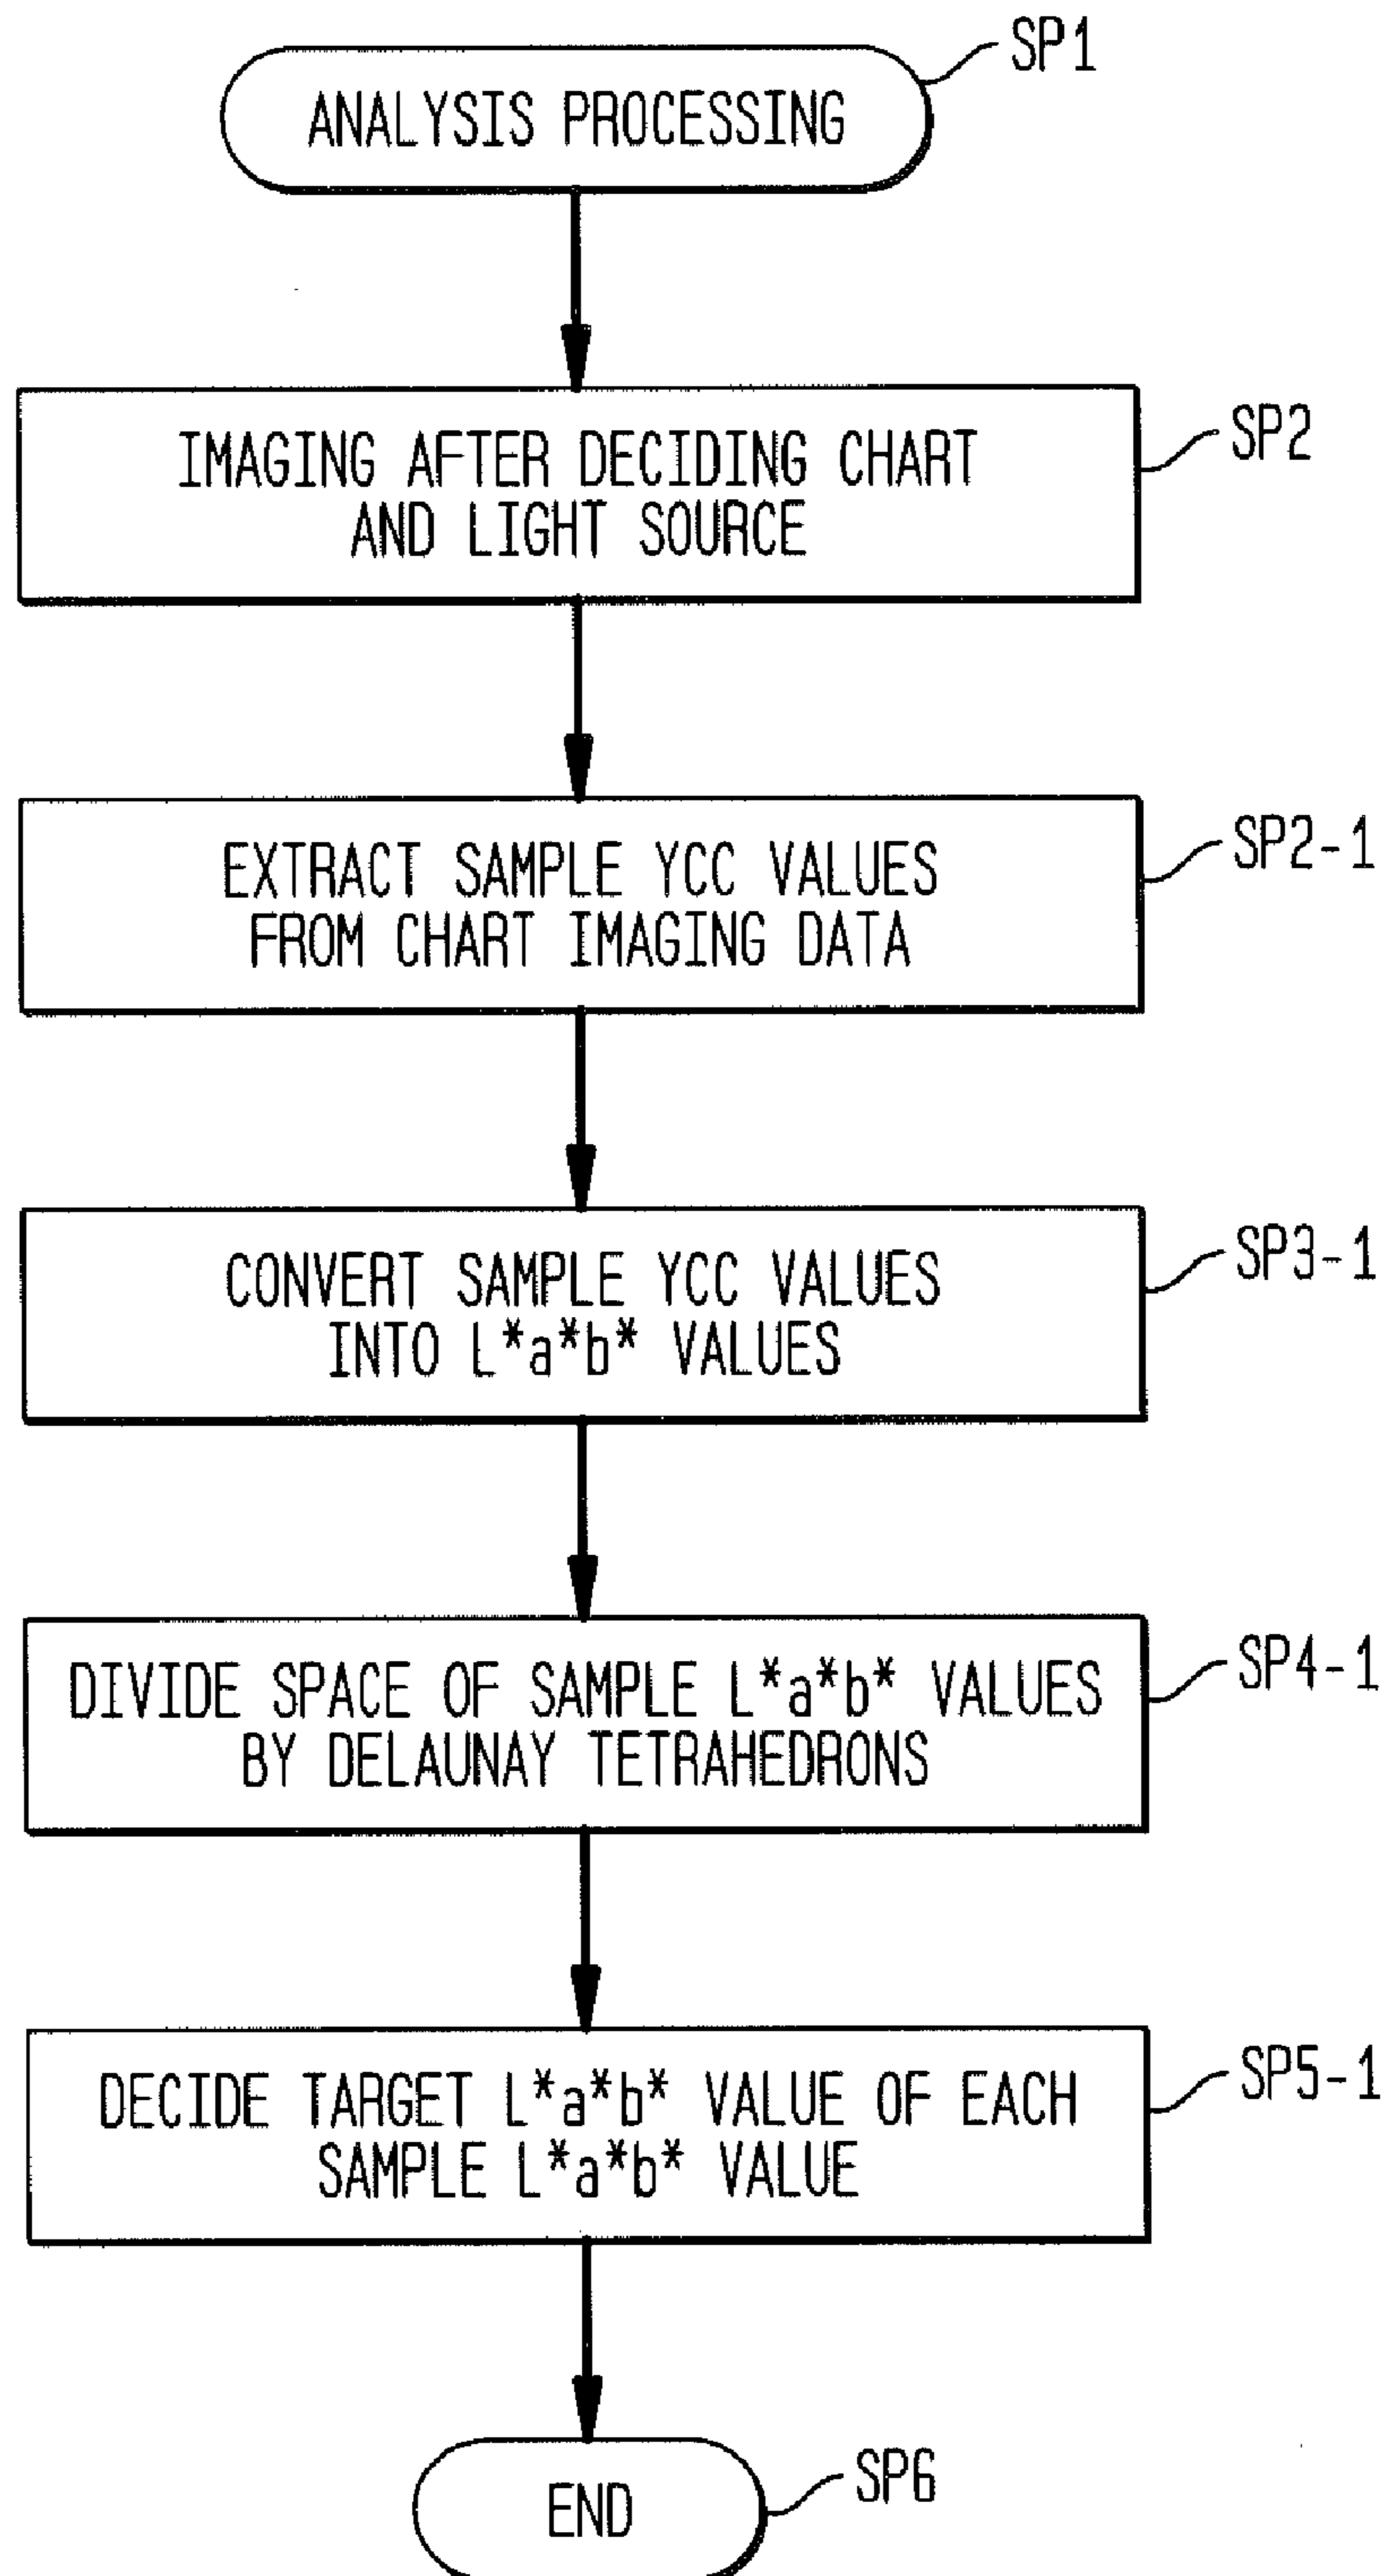 SP1
ANALYSIS PROCESSING
SP2
IMAGING AFTER DECIDING CHART
AND LIGHT SOURCE
SP2-1
EXTRACT SAMPLE YCC VALUES
FROM CHART IMAGING DATA
SP3-1
CONVERT SAMPLE YCC VALUES
INTO L*a*b* VALUES
SP4-1
DIVIDE SPACE OF SAMPLE L*a*b* VALUES
BY DELAUNAY TETRAHEDRONS
SP5-1
DECIDE TARGET L*a*b* VALUE OF EACH
SAMPLE L*a*b* VALUE
SP6
END